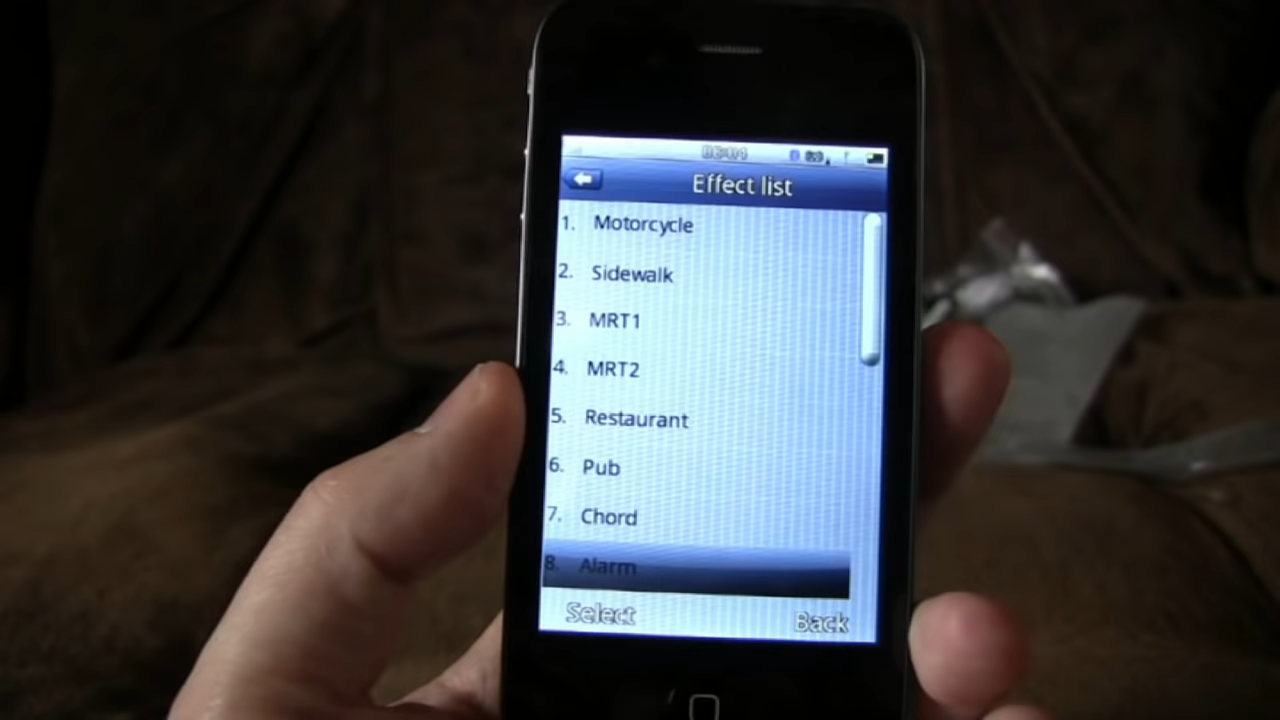 Effect list
1. Motorcycle
2. Sidewalk
3. MRT1
4. MRT2
5. Restaurant
6. Pub
7. Chord
8. Alarm
Select Back